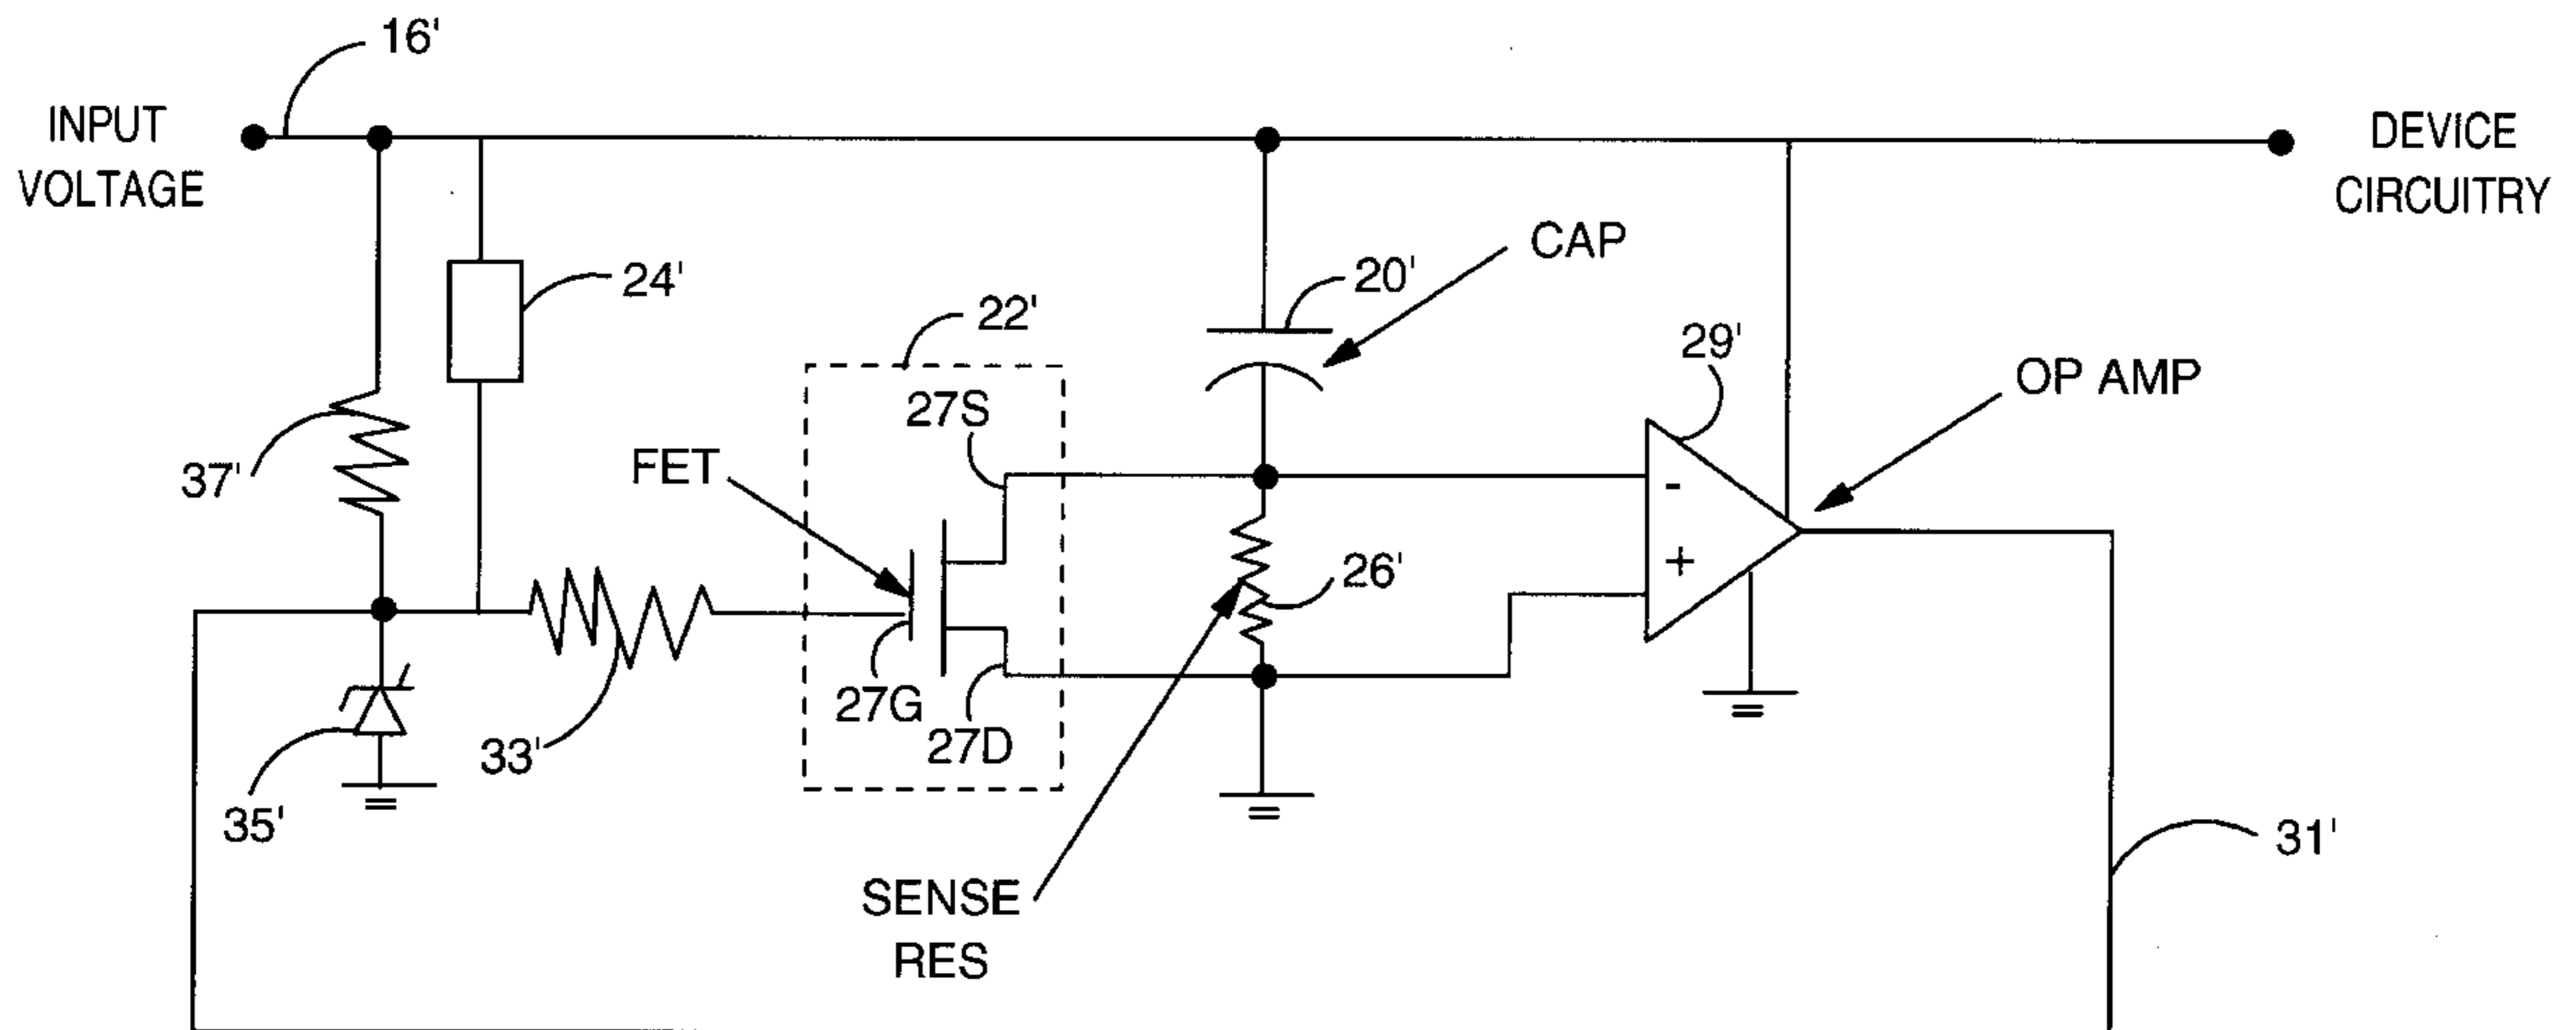 16'
INPUT
VOLTAGE
DEVICE
CIRCUITRY
24'
CAP
20'
22'
29'
OP AMP
27S
37'
FET
-
+
26'
27G
27D
33'
35'
31'
SENSE
RES